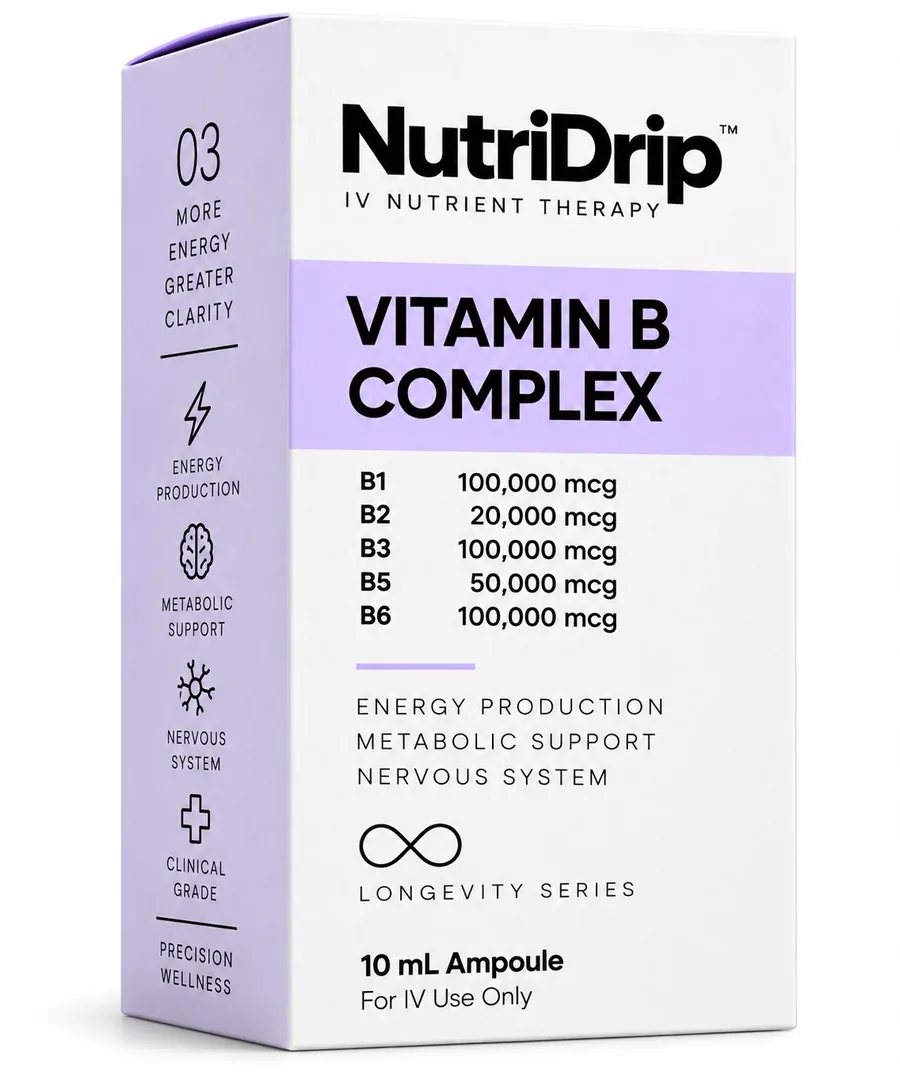 03
MORE
ENERGY
GREATER
CLARITY
ENERGY
PRODUCTION
METABOLIC
SUPPORT
NERVOUS
SYSTEM
CLINICAL
GRADE
PRECISION
WELLNESS
NutriDrip™
IV NUTRIENT THERAPY
VITAMIN B
COMPLEX
B1 100,000 mcg
B2 20,000 mcg
B3 100,000 mcg
B5 50,000 mcg
B6 100,000 mcg
ENERGY PRODUCTION
METABOLIC SUPPORT
NERVOUS SYSTEM
LONGEVITY SERIES
10 mL Ampoule
For IV Use Only